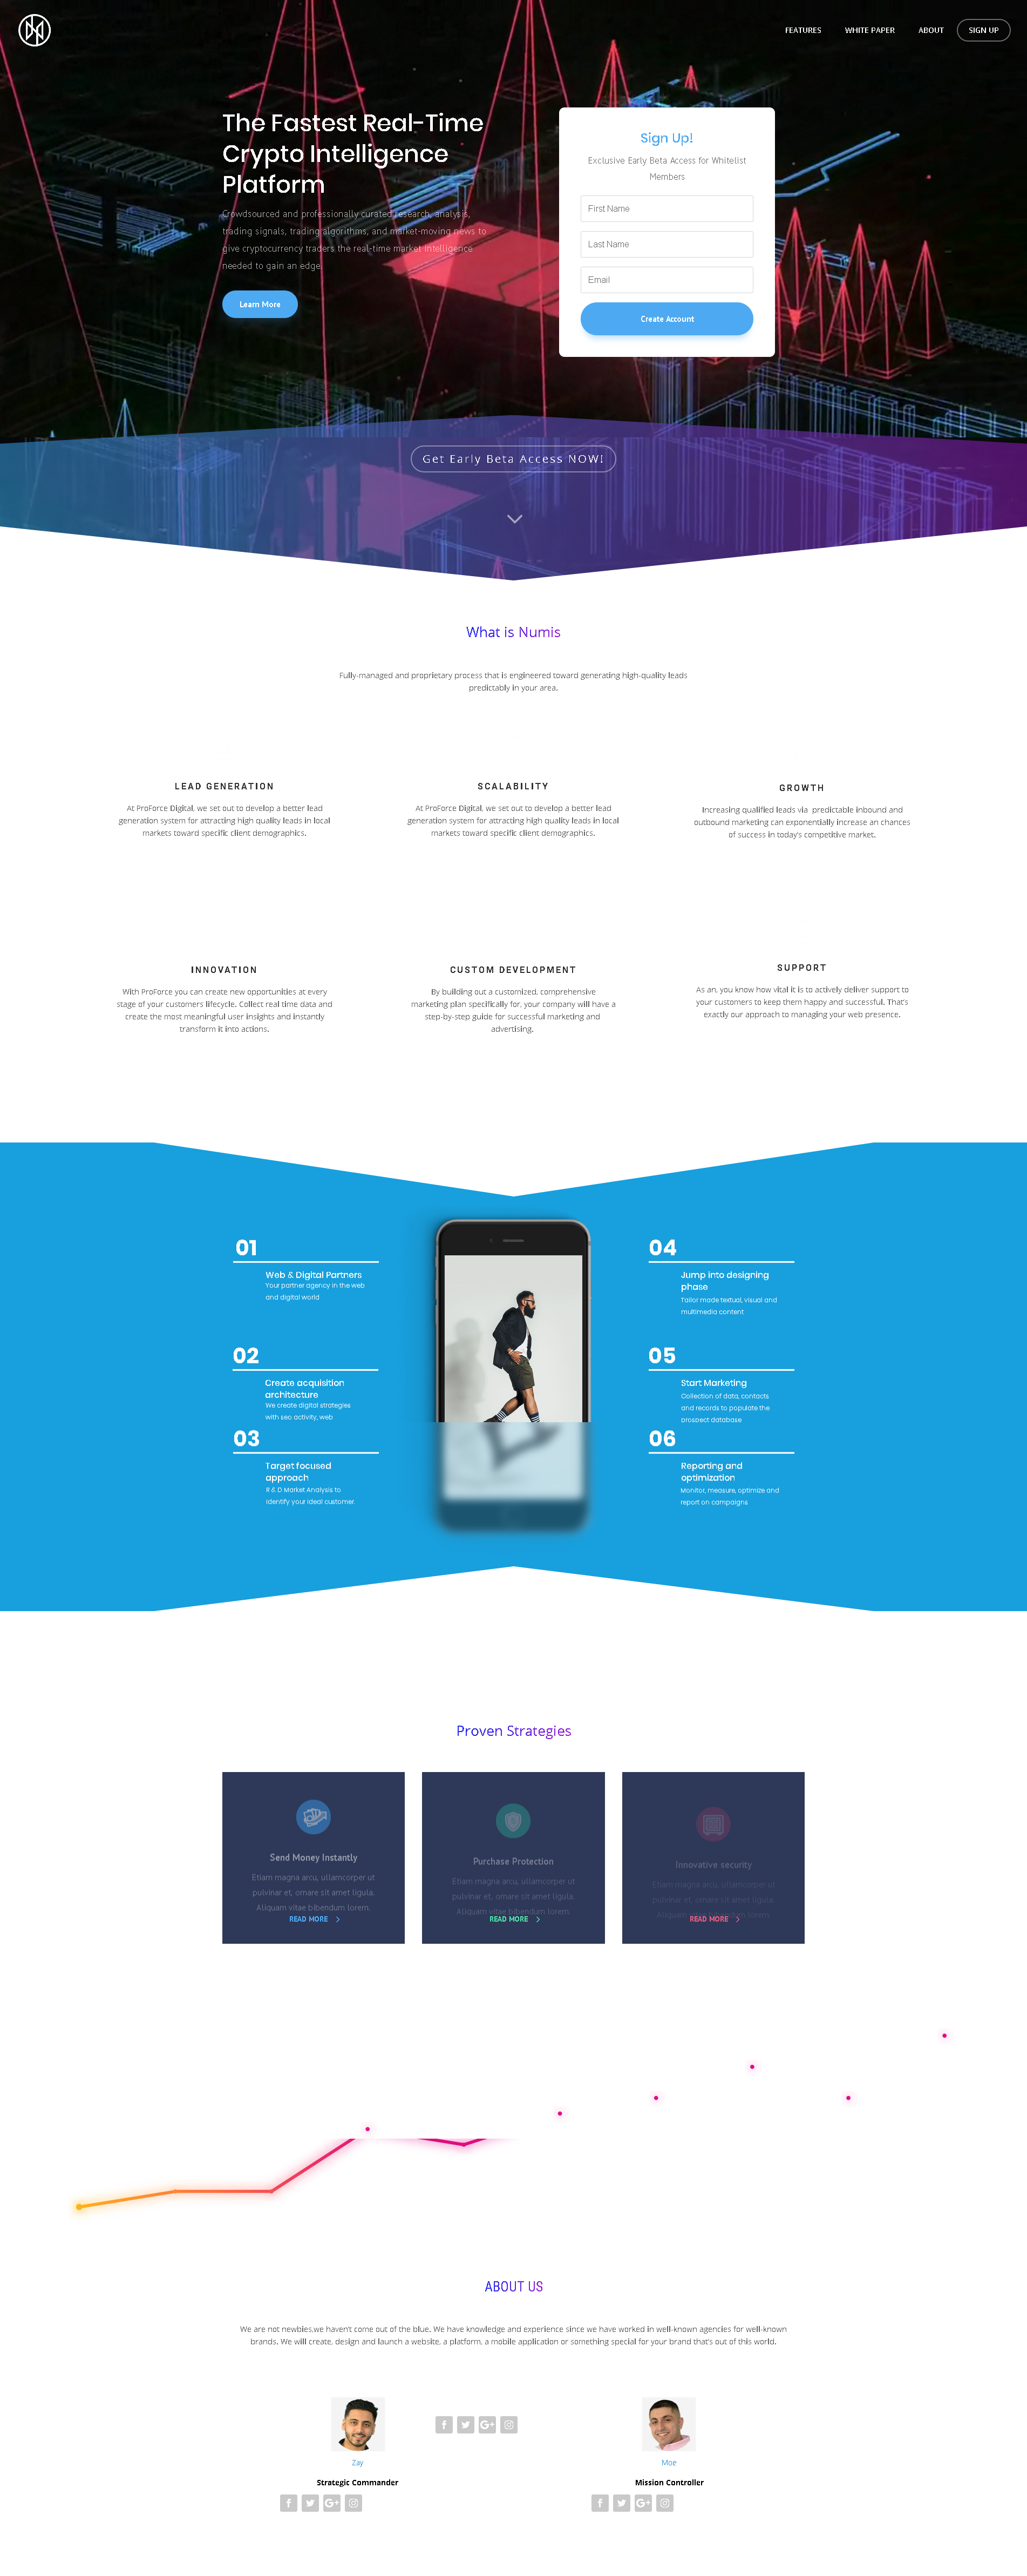 FEATURES
WHITE PAPER
ABOUT
SIGN UP
The Fastest Real-Time
Crypto Intelligence
Platform
Crowdsourced and professionally curated research, analysis,
trading signals, trading algorithms, and market-moving news to
give cryptocurrency traders the real-time market intelligence
needed to gain an edge.
Learn More
Sign Up!
Exclusive Early Beta Access for Whitelist
Members
First Name
Last Name
Email
Create Account
Get Early Beta Access NOW!
What is Numis
Fully-managed and proprietary process that is engineered toward generating high-quality leads
predictably in your area.
LEAD GENERATION
At ProForce Digital, we set out to develop a better lead
generation system for attracting high quality leads in local
markets toward specific client demographics.
SCALABILITY
At ProForce Digital, we set out to develop a better lead
generation system for attracting high quality leads in local
markets toward specific client demographics.
GROWTH
Increasing qualified leads via predictable inbound and
outbound marketing can exponentially increase an chances
of success in today's competitive market.
INNOVATION
With ProForce you can create new opportunities at every
stage of your customers lifecycle. Collect real time data and
create the most meaningful user insights and instantly
transform it into actions.
CUSTOM DEVELOPMENT
By building out a customized, comprehensive
marketing plan specifically for, your company will have a
step-by-step guide for successful marketing and
advertising.
SUPPORT
As an, you know how vital it is to actively deliver support to
your customers to keep them happy and successful. That's
exactly our approach to managing your web presence.
01
Web & Digital Partners
Your partner agency in the web
and digital world
02
Create acquisition
architecture
We create digital strategies
with seo activity, web
03
Target focused
approach
R & D Market Analysis to
Identify your ideal customer
04
Jump into designing
phase
Tailor made textual, visual and
multimedia content
05
Start Marketing
Collection of data, contacts
and records to populate the
prospect database
06
Reporting and
optimization
Monitor, measure, optimize and
report on campaigns
Proven Strategies
Send Money Instantly
Etiam magna arcu, ullamcorper ut
pulvinar et, ornare sit amet ligula.
Aliquam vitae bibendum lorem.
READ MORE
Purchase Protection
Etiam magna arcu, ullamcorper ut
pulvinar et, ornare sit amet ligula.
Aliquam vitae bibendum lorem.
READ MORE
Innovative security
Etiam magna arcu, ullamcorper ut
pulvinar et, ornare sit amet ligula.
Aliquam vitae bibendum lorem.
READ MORE
ABOUT US
We are not newbies,we haven't come out of the blue. We have knowledge and experience since we have worked in well-known agencies for well-known
brands. We will create, design and launch a website, a platform, a mobile application or something special for your brand that's out of this world.
Zay
Strategic Commander
Moe
Mission Controller